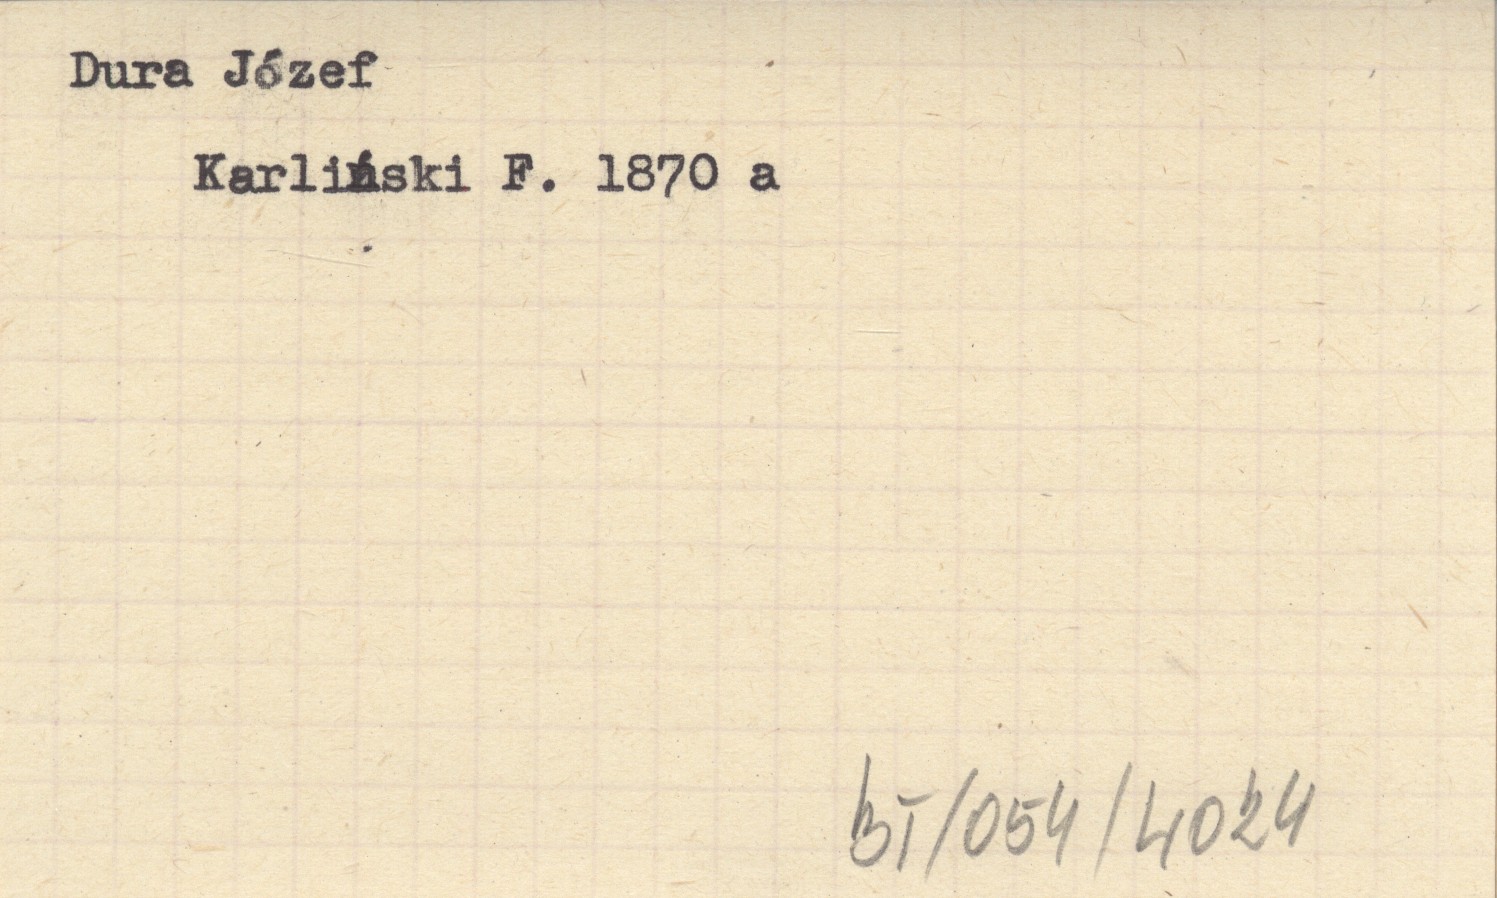 Dura Józef
Karliński F. 1870 a
BT/054/4024